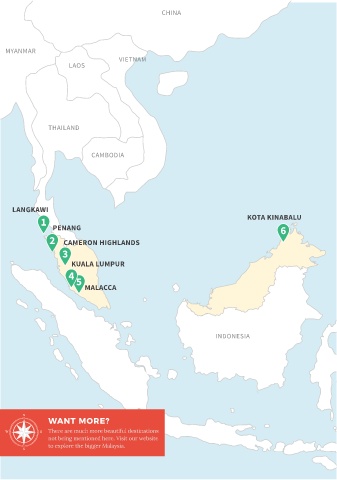 CHINA
MYANMAR
LAOS
VIETNAM
THAILAND
CAMBODIA
LANGKAWI
1
PENANG
2
CAMERON HIGHLANDS
3
KUALA LUMPUR
4
5
MALACCA
KOTA KINABALU
6
INDONESIA
WANT MORE?
There are much more beautiful destinations
not being mentioned here. Visit our website
to explore the bigger Malaysia.